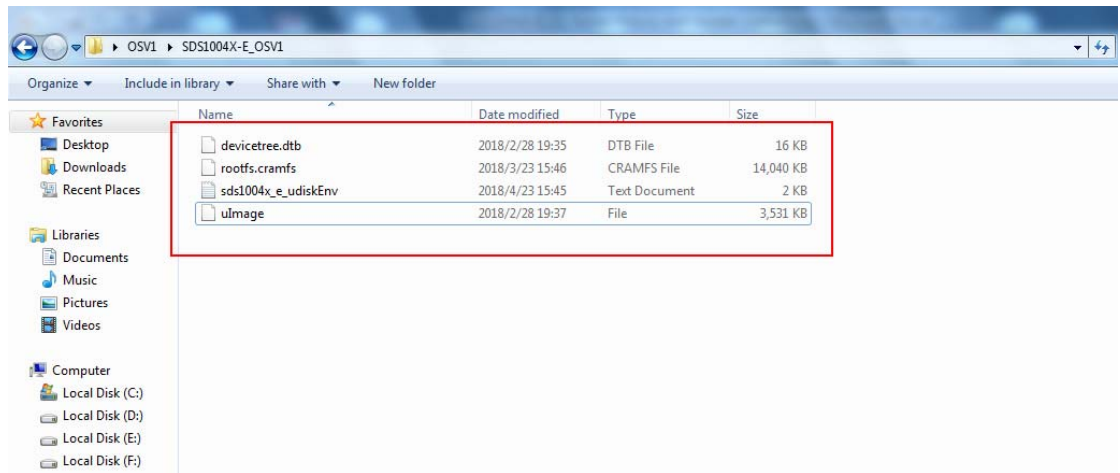 OSV1 SDS1004X-E_OSV1
Organize Include in library Share with New folder
Favorites
Desktop
Downloads
Recent Places
Libraries
Documents
Music
Pictures
Videos
Computer
Local Disk (C:)
Local Disk (D:)
Local Disk (E:)
Local Disk (F:)
Name Date modified Type Size
devicetree.dtb 2018/2/28 19:35 DTB File 16 KB
rootfs.cramfs 2018/3/23 15:46 CRAMFS File 14,040 KB
sds1004x_e_udiskEnv 2018/4/23 15:45 Text Document 2 KB
uImage 2018/2/28 19:37 File 3,531 KB